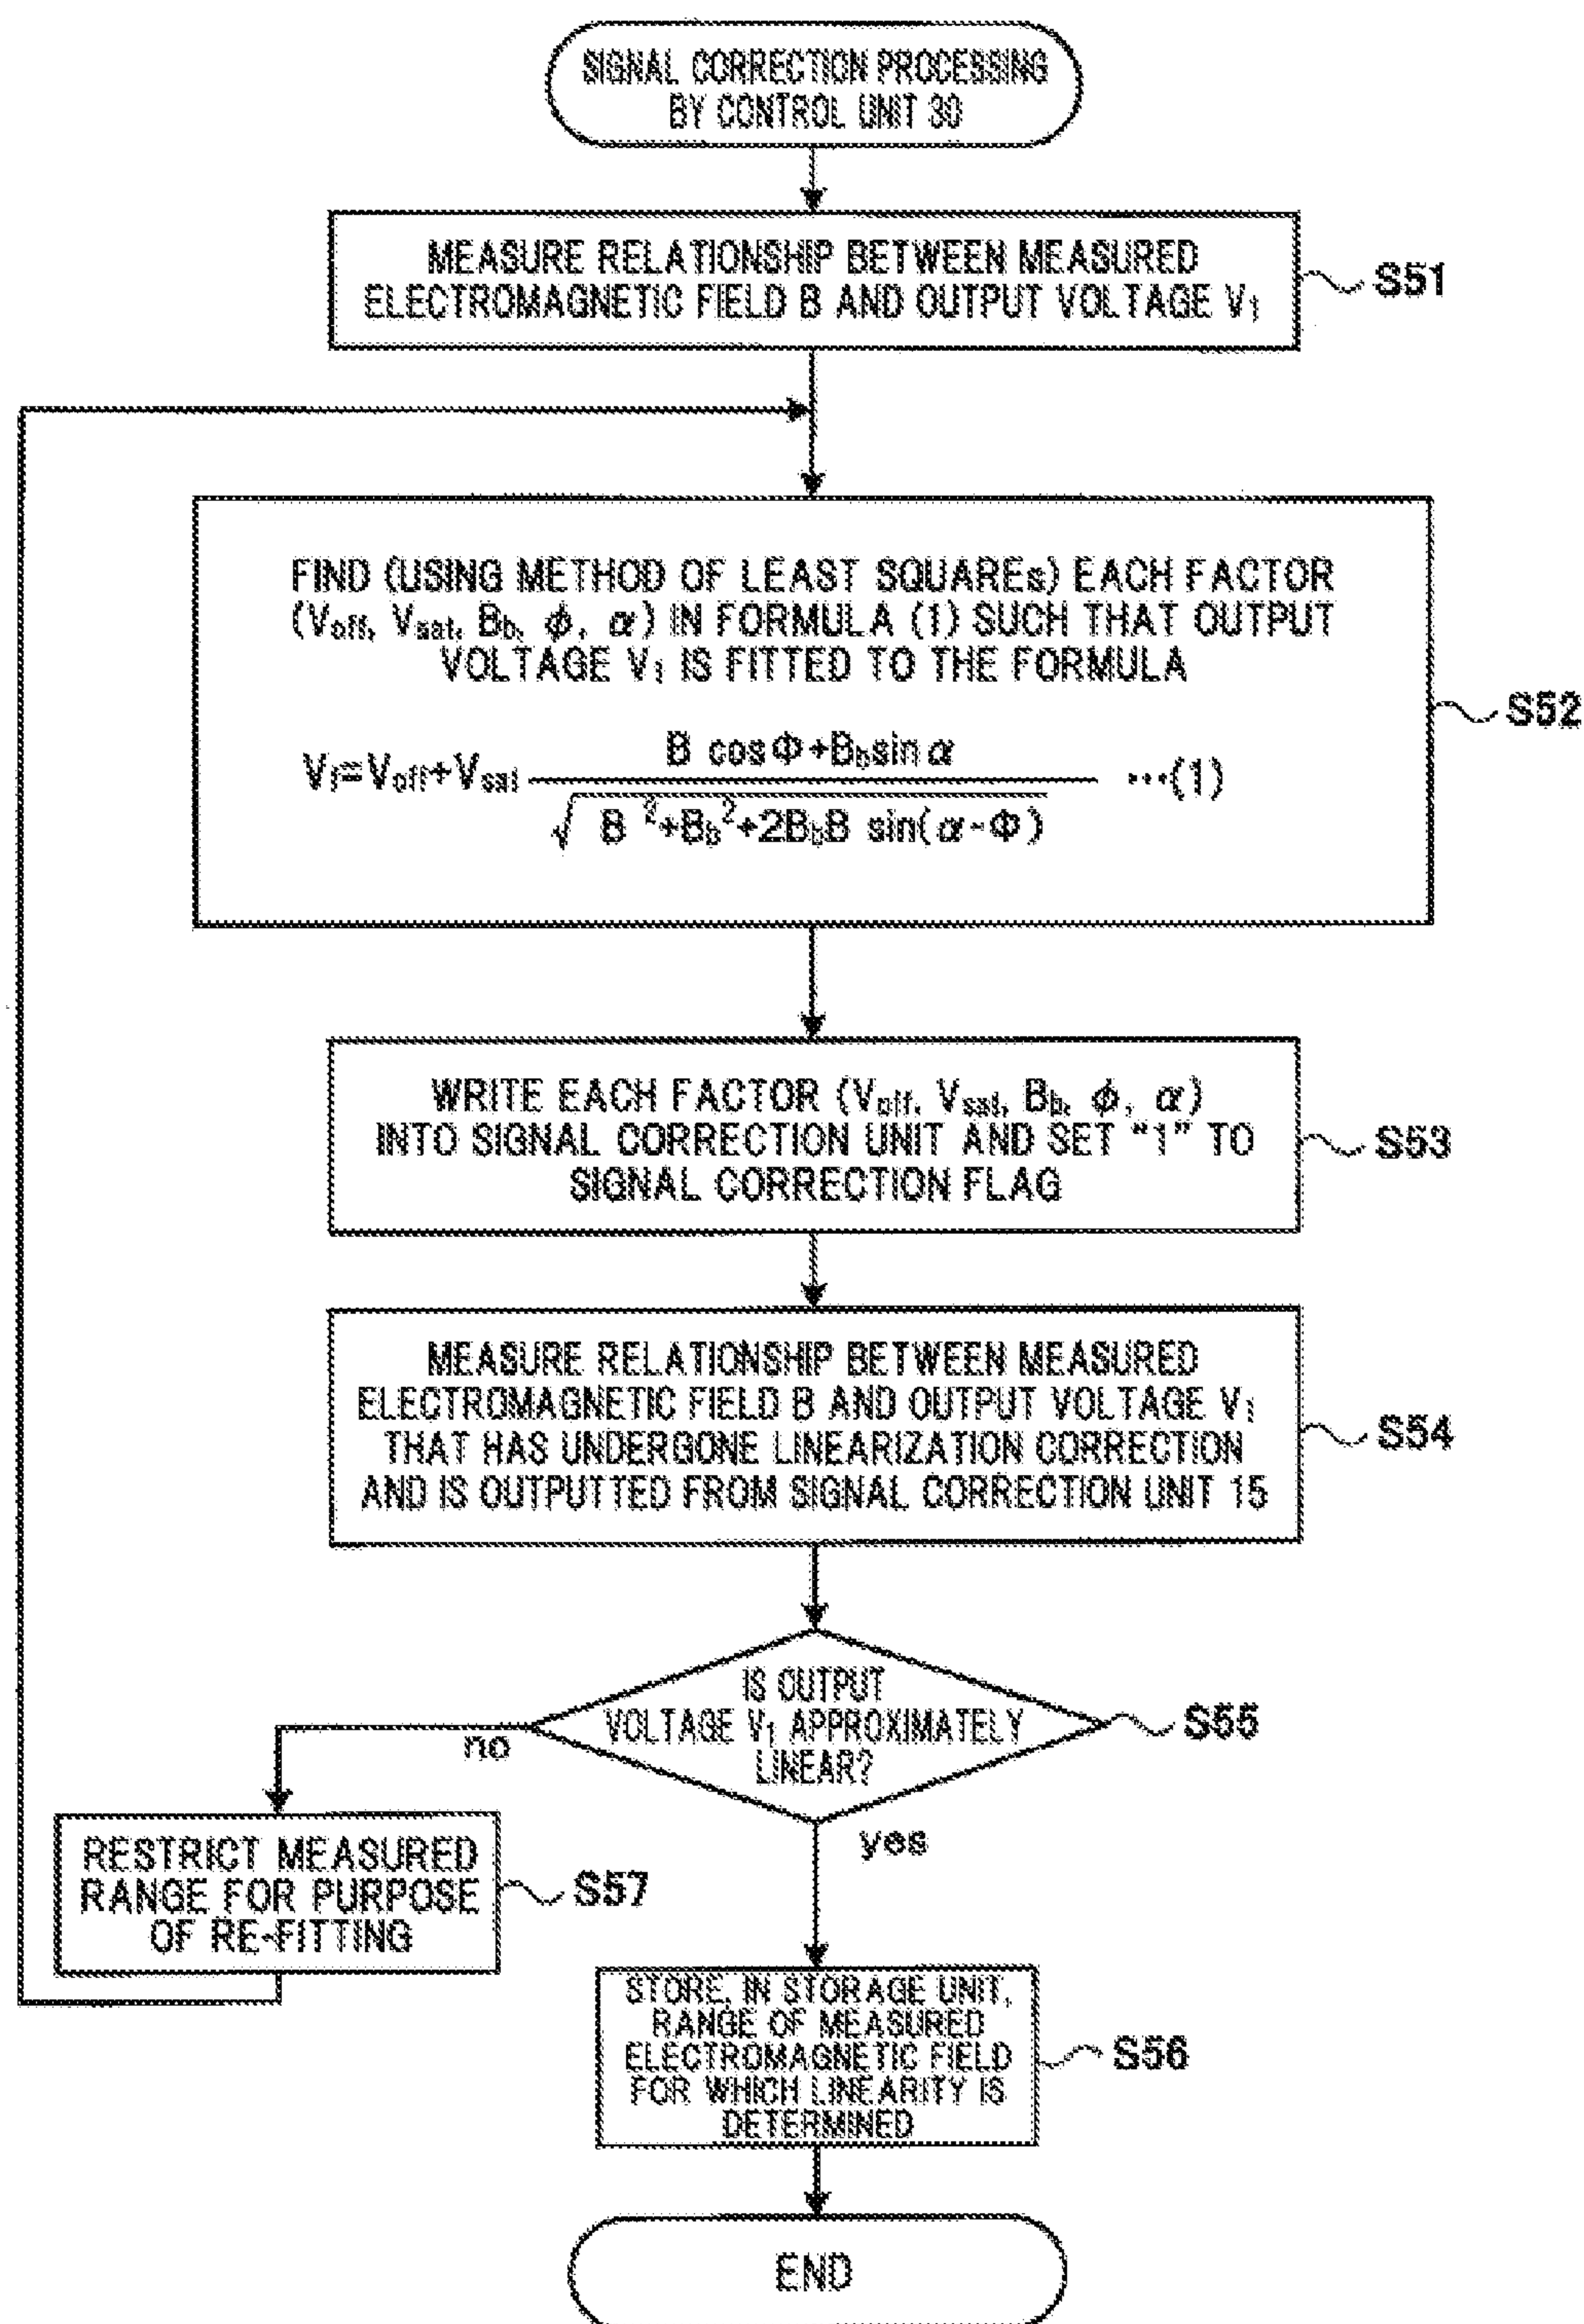 SIGNAL CORRECTION PROCESSING
BY CONTROL UNIT 30
MEASURE RELATIONSHIP BETWEEN MEASURED
ELECTROMAGNETIC FIELD B AND OUTPUT VOLTAGE V₁
S51
FIND (USING METHOD OF LEAST SQUAREs) EACH FACTOR
(Voff, Vsat, Bb, ϕ, α) IN FORMULA (1) SUCH THAT OUTPUT
VOLTAGE V₁ IS FITTED TO THE FORMULA
S52
V₁=Voff+Vsat (B cosΦ+Bb sin α) / √(B²+Bb²+2BbB sin(α-Φ)) ···(1)
WRITE EACH FACTOR (Voff, Vsat, Bb, ϕ, α)
INTO SIGNAL CORRECTION UNIT AND SET “1” TO
SIGNAL CORRECTION FLAG
S53
MEASURE RELATIONSHIP BETWEEN MEASURED
ELECTROMAGNETIC FIELD B AND OUTPUT VOLTAGE V₁
THAT HAS UNDERGONE LINEARIZATION CORRECTION
AND IS OUTPUTTED FROM SIGNAL CORRECTION UNIT 15
S54
IS OUTPUT
VOLTAGE V₁ APPROXIMATELY
LINEAR?
S55
no
yes
RESTRICT MEASURED
RANGE FOR PURPOSE
OF RE-FITTING
S57
STORE, IN STORAGE UNIT,
RANGE OF MEASURED
ELECTROMAGNETIC FIELD
FOR WHICH LINEARITY IS
DETERMINED
S56
END